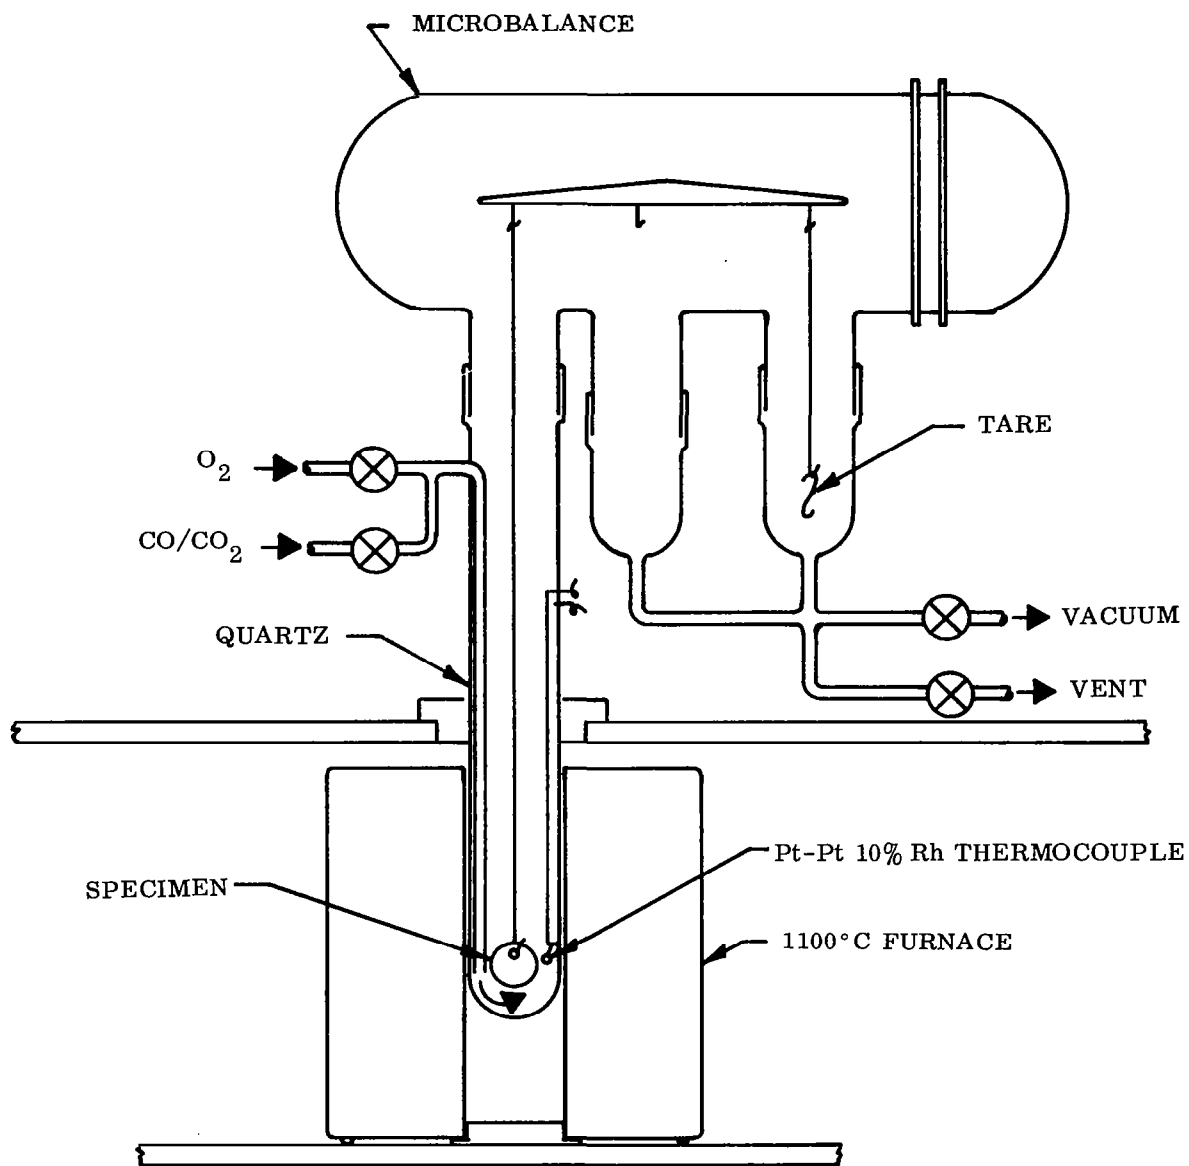 MICROBALANCE
TARE
O₂
CO/CO₂
QUARTZ
VACUUM
VENT
Pt-Pt 10% Rh THERMOCOUPLE
SPECIMEN
1100°C FURNACE